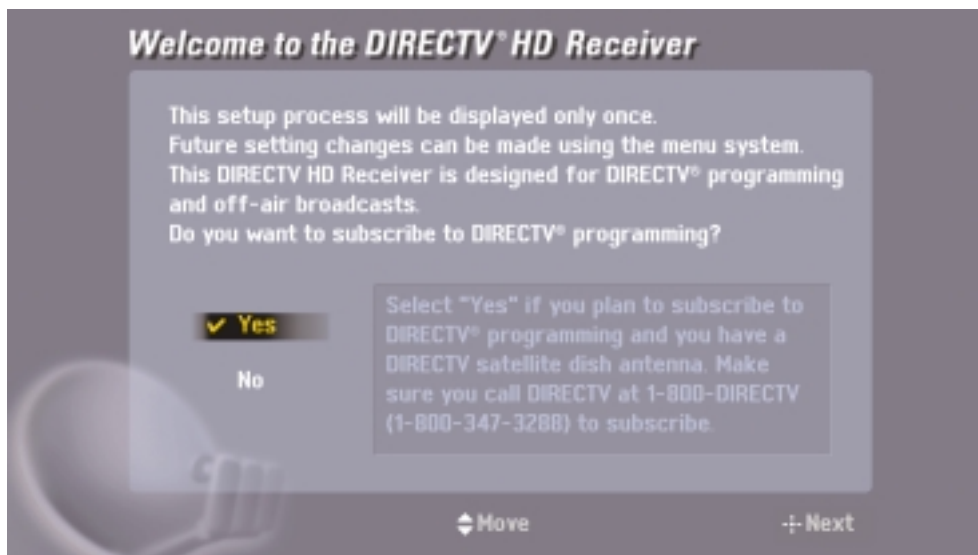 Welcome to the DIRECTV® HD Receiver
This setup process will be displayed only once.
Future setting changes can be made using the menu system.
This DIRECTV HD Receiver is designed for DIRECTV® programming
and off-air broadcasts.
Do you want to subscribe to DIRECTV® programming?
✔ Yes
No
Select "Yes" if you plan to subscribe to
DIRECTV® programming and you have a
DIRECTV satellite dish antenna. Make
sure you call DIRECTV at 1-800-DIRECTV
(1-800-347-3288) to subscribe.
Move
Next